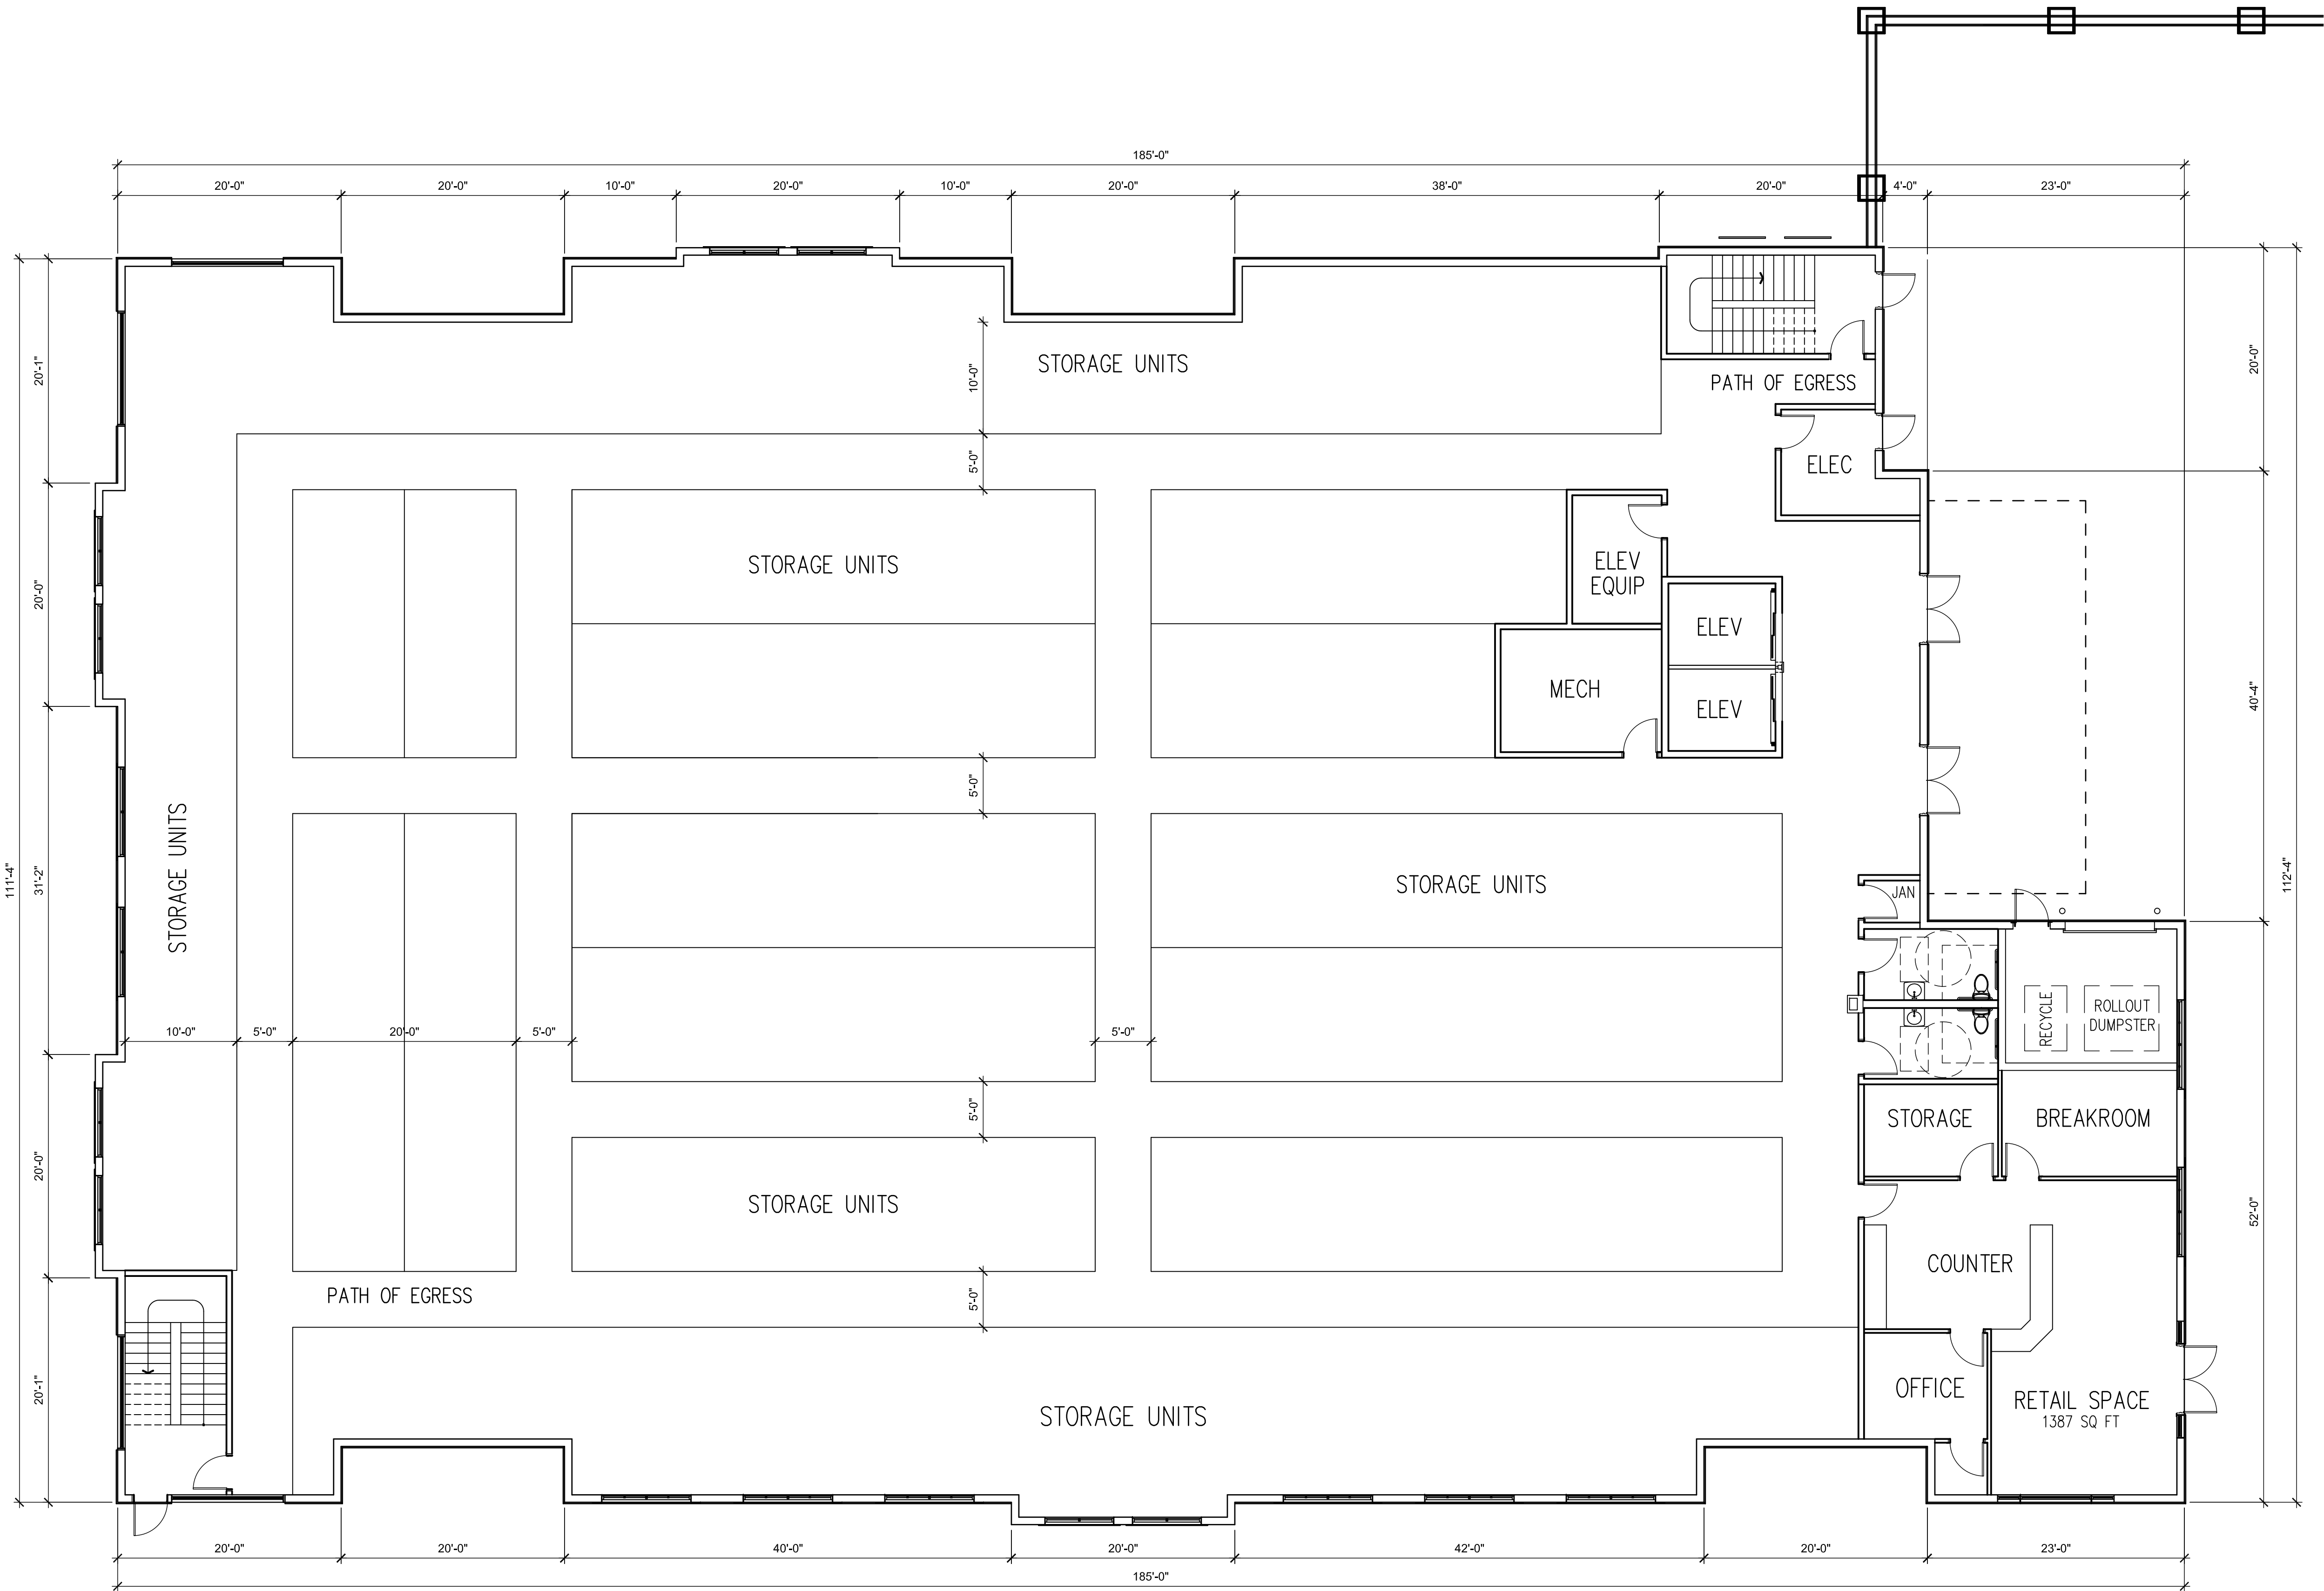 185'-0"
20'-0"
20'-0"
10'-0"
20'-0"
10'-0"
20'-0"
38'-0"
20'-0"
4'-0"
23'-0"
20'-1"
20'-0"
31'-2"
20'-0"
20'-1"
111'-4"
20'-0"
40'-4"
52'-0"
112'-4"
STORAGE UNITS
10'-0"
PATH OF EGRESS
5'-0"
ELEC
STORAGE UNITS
ELEV
EQUIP
ELEV
MECH
ELEV
5'-0"
STORAGE UNITS
STORAGE UNITS
JAN
RECYCLE
ROLLOUT
DUMPSTER
10'-0"
5'-0"
20'-0"
5'-0"
5'-0"
5'-0"
STORAGE
BREAKROOM
STORAGE UNITS
COUNTER
PATH OF EGRESS
5'-0"
OFFICE
RETAIL SPACE
1387 SQ FT
STORAGE UNITS
20'-0"
20'-0"
40'-0"
20'-0"
42'-0"
20'-0"
23'-0"
185'-0"